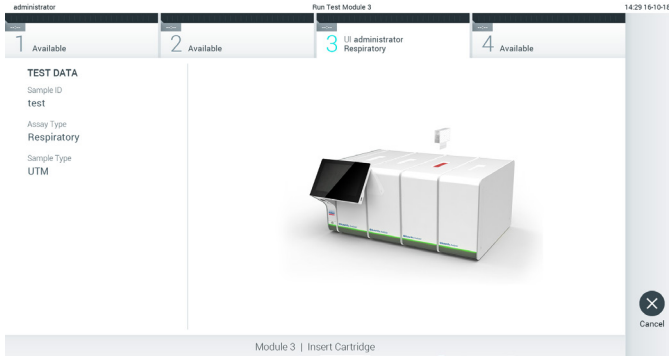 administrator
Run Test Module 3
14:29 16-10-18
--:--
--:--
--:--
--:--
1 Available
2 Available
3 UI administrator
Respiratory
4 Available
TEST DATA
Sample ID
test
Assay Type
Respiratory
Sample Type
UTM
Cancel
Module 3 | Insert Cartridge